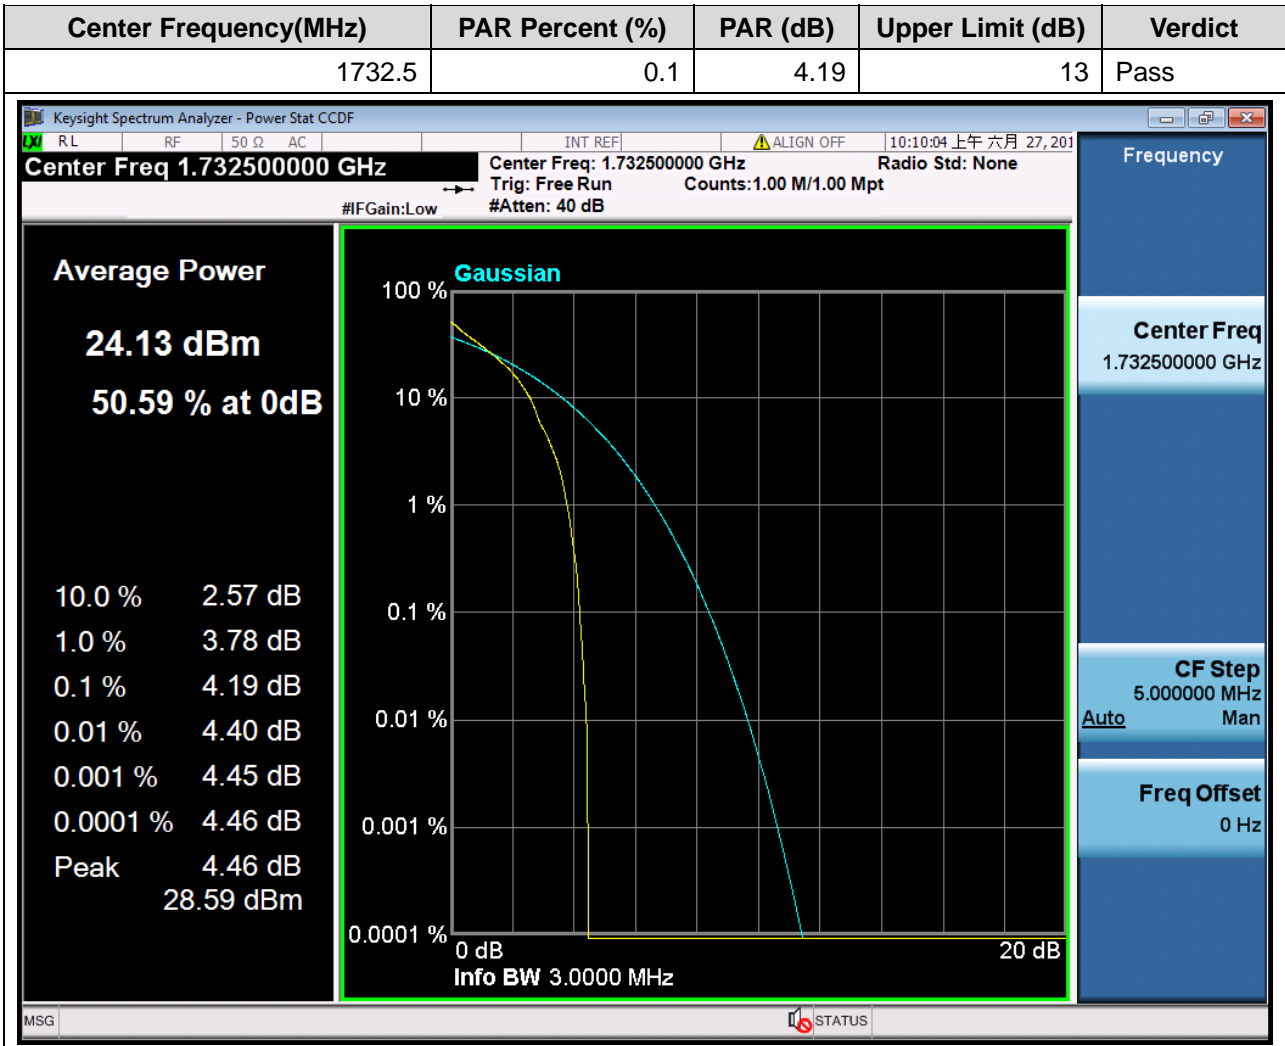 Center Frequency(MHz) PAR Percent (%) PAR (dB) Upper Limit (dB) Verdict
1732.5 0.1 4.19 13 Pass
Keysight Spectrum Analyzer - Power Stat CCDF
LXI RL RF 50 Ω AC INT REF ALIGN OFF 10:10:04 上午 六月 27, 201
Center Freq 1.732500000 GHz
Center Freq: 1.732500000 GHz Radio Std: None
Trig: Free Run Counts:1.00 M/1.00 Mpt
#IFGain:Low #Atten: 40 dB
Average Power
24.13 dBm
50.59 % at 0dB
10.0 % 2.57 dB
1.0 % 3.78 dB
0.1 % 4.19 dB
0.01 % 4.40 dB
0.001 % 4.45 dB
0.0001 % 4.46 dB
Peak 4.46 dB
28.59 dBm
Gaussian
100 %
10 %
1 %
0.1 %
0.01 %
0.001 %
0.0001 %
0 dB 20 dB
Info BW 3.0000 MHz
Frequency
Center Freq
1.732500000 GHz
CF Step
5.000000 MHz
Auto Man
Freq Offset
0 Hz
MSG STATUS